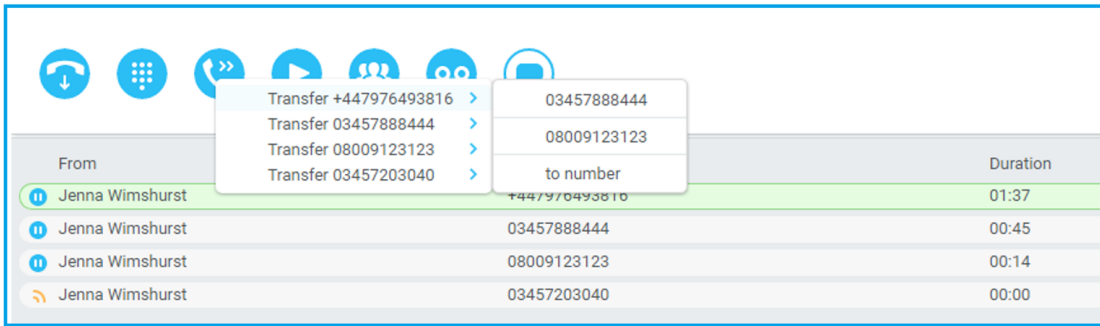 Transfer +447976493816
Transfer 03457888444
Transfer 08009123123
Transfer 03457203040
03457888444
08009123123
to number
From Duration
Jenna Wimshurst +447976493816 01:37
Jenna Wimshurst 03457888444 00:45
Jenna Wimshurst 08009123123 00:14
Jenna Wimshurst 03457203040 00:00